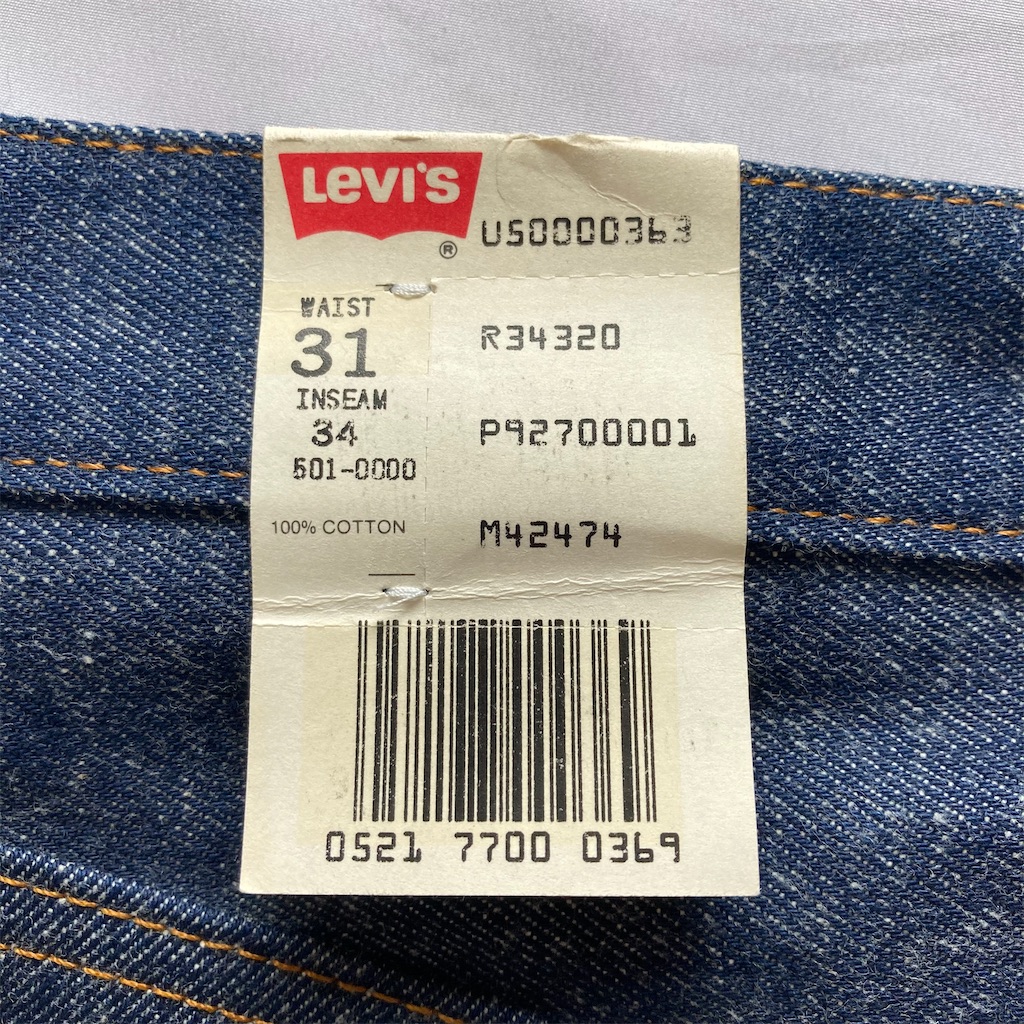 LEVI'S
®
US0000363
WAIST
31
INSEAM
34
501-0000
100% COTTON
R34320
P92700001
M42474
0521 7700 0369